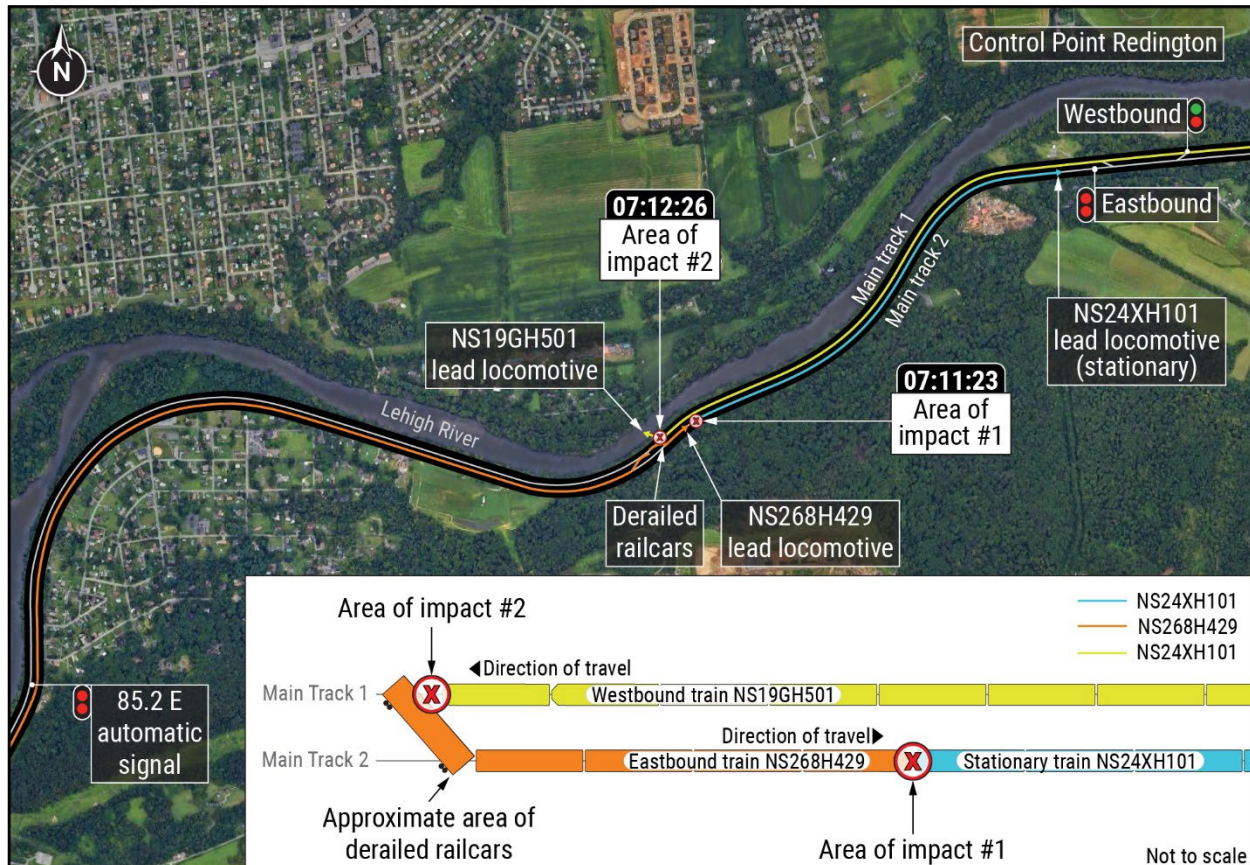 N
Control Point Redington
Westbound
Eastbound
07:12:26
Area of
impact #2
Main track 1
Main track 2
NS19GH501
lead locomotive
NS24XH101
lead locomotive
(stationary)
07:11:23
Area of
impact #1
Lehigh River
Derailed
railcars
NS268H429
lead locomotive
85.2 E
automatic
signal
Area of impact #2
NS24XH101
NS268H429
NS24XH101
Direction of travel
Main Track 1
X
Westbound train NS19GH501
Direction of travel
Main Track 2
Eastbound train NS268H429
X
Stationary train NS24XH101
Approximate area of
derailed railcars
Area of impact #1
Not to scale